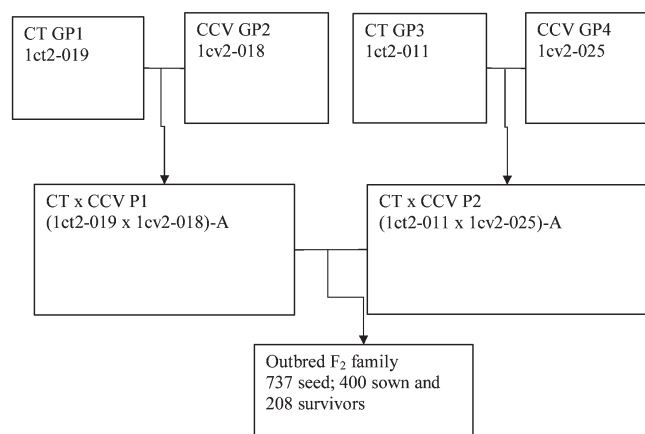 CT GP1
1ct2-019
CCV GP2
1cv2-018
CT GP3
1ct2-011
CCV GP4
1cv2-025
CT x CCV P1
(1ct2-019 x 1cv2-018)-A
CT x CCV P2
(1ct2-011 x 1cv2-025)-A
Outbred F₂ family
737 seed; 400 sown and
208 survivors